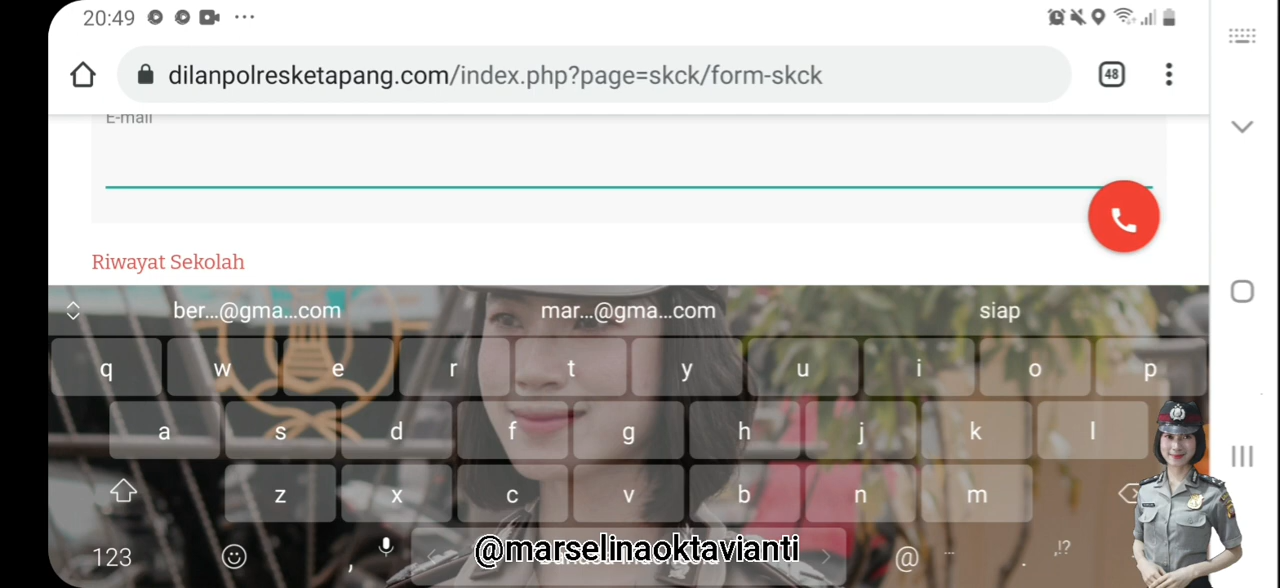 20:49
dilanpolresketapang.com/index.php?page=skck/form-skck
48
E-mail
Riwayat Sekolah
ber...@gma...com mar...@gma...com siap
q w e r t y u i o p
a s d f g h j k l
z x c v b n m
123 , @ . ,!?
@marselinaoktavianti